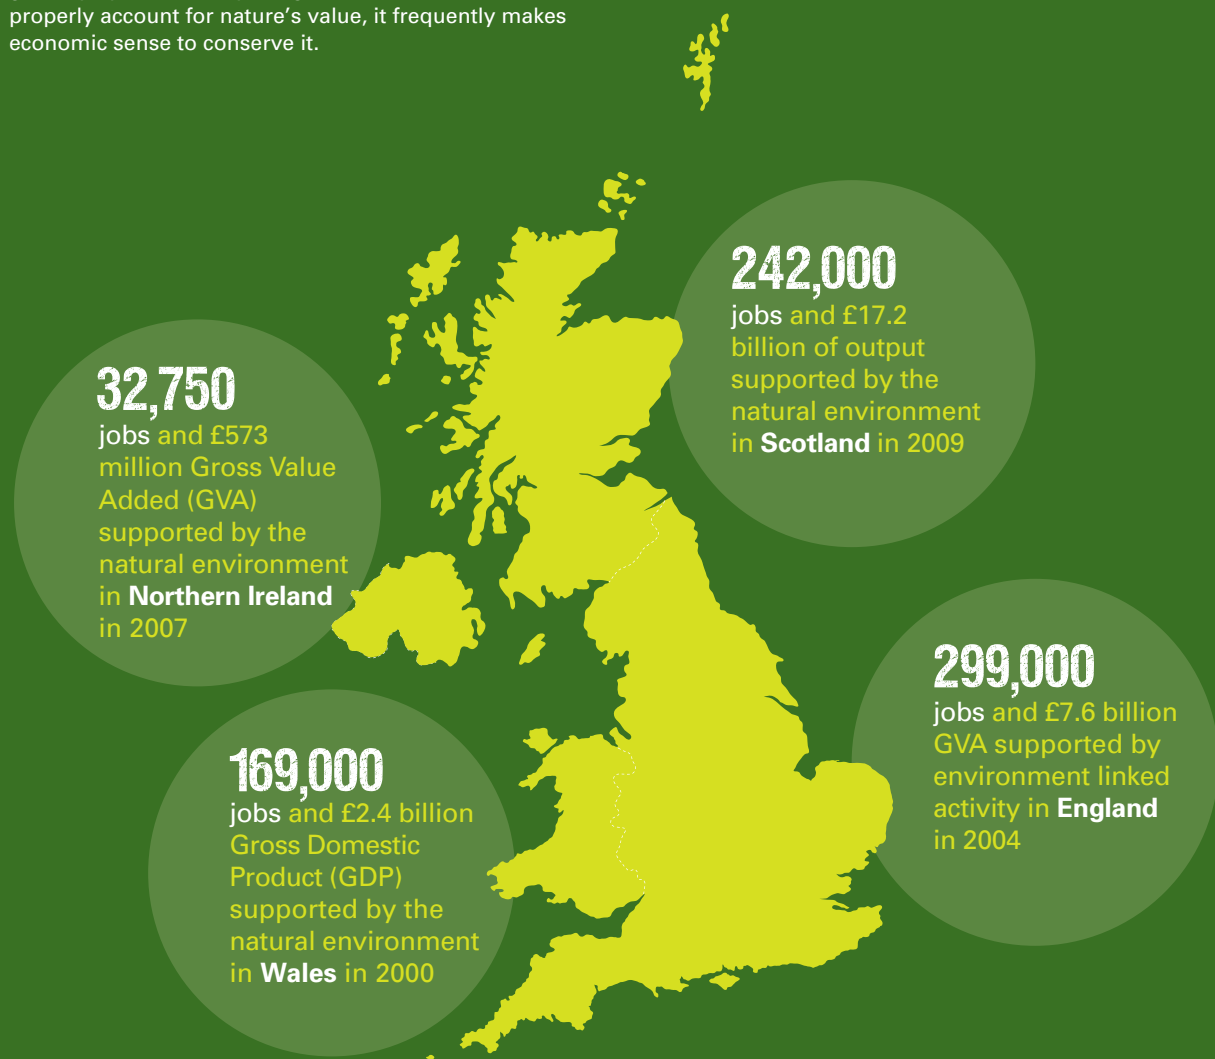 properly account for nature’s value, it frequently makes
economic sense to conserve it.
242,000
jobs and £17.2
billion of output
supported by the
natural environment
in Scotland in 2009
32,750
jobs and £573
million Gross Value
Added (GVA)
supported by the
natural environment
in Northern Ireland
in 2007
299,000
jobs and £7.6 billion
GVA supported by
environment linked
activity in England
in 2004
169,000
jobs and £2.4 billion
Gross Domestic
Product (GDP)
supported by the
natural environment
in Wales in 2000